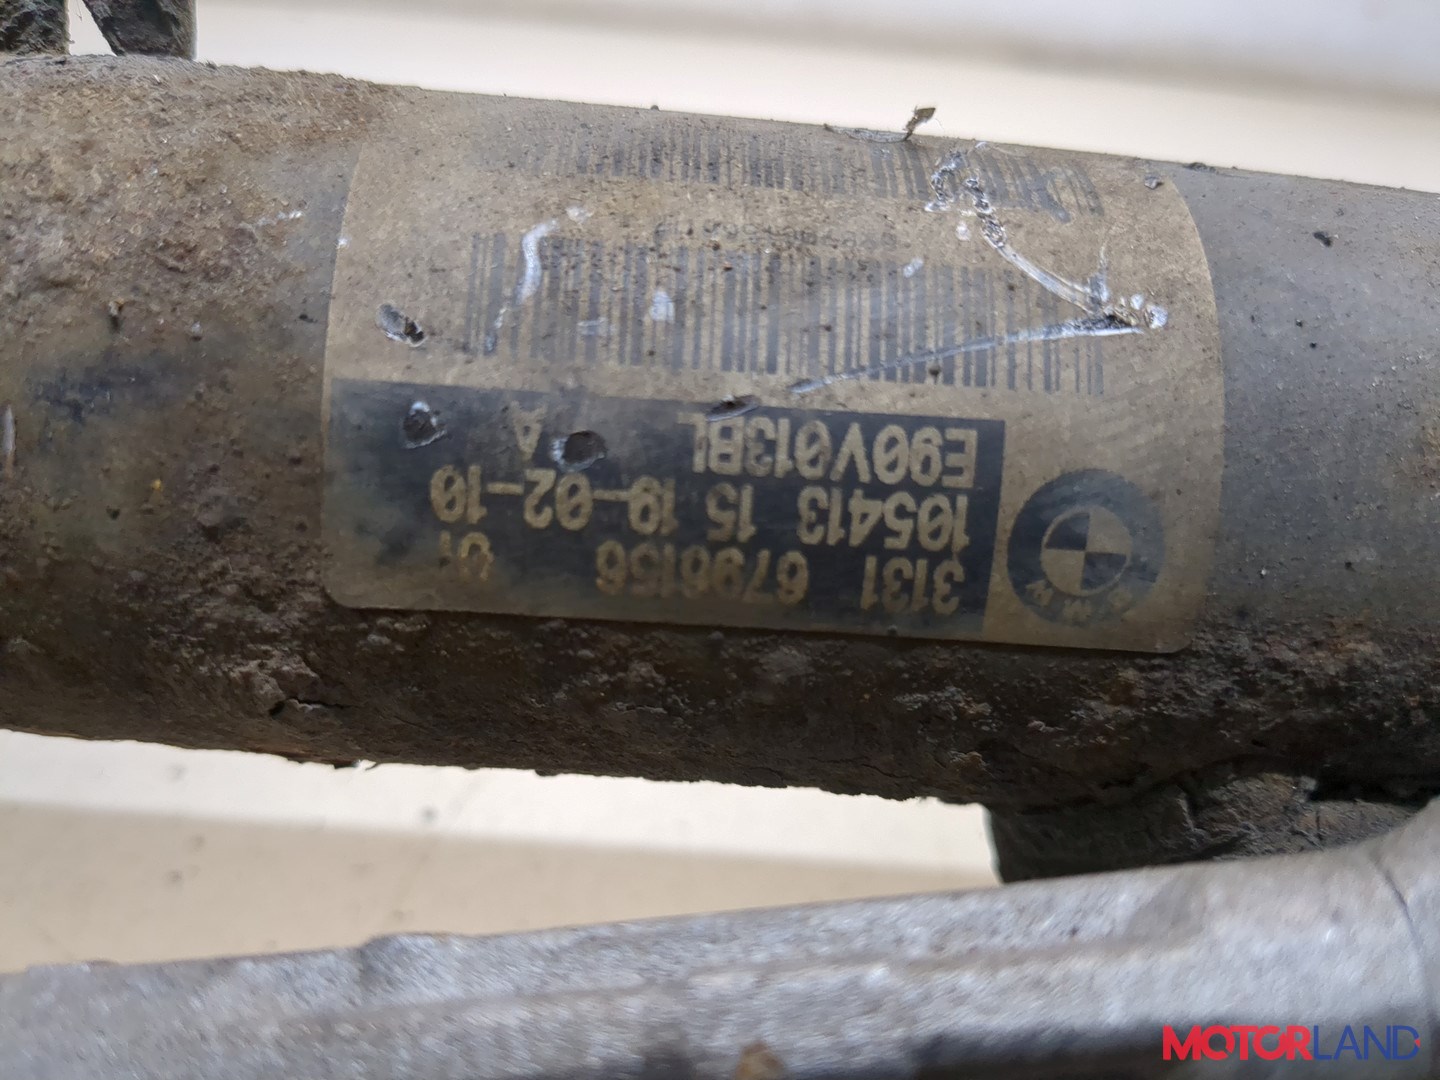 3131 6796156 01
105413 15 19-02-10
E90V013BL A
BMW
MOTORLAND